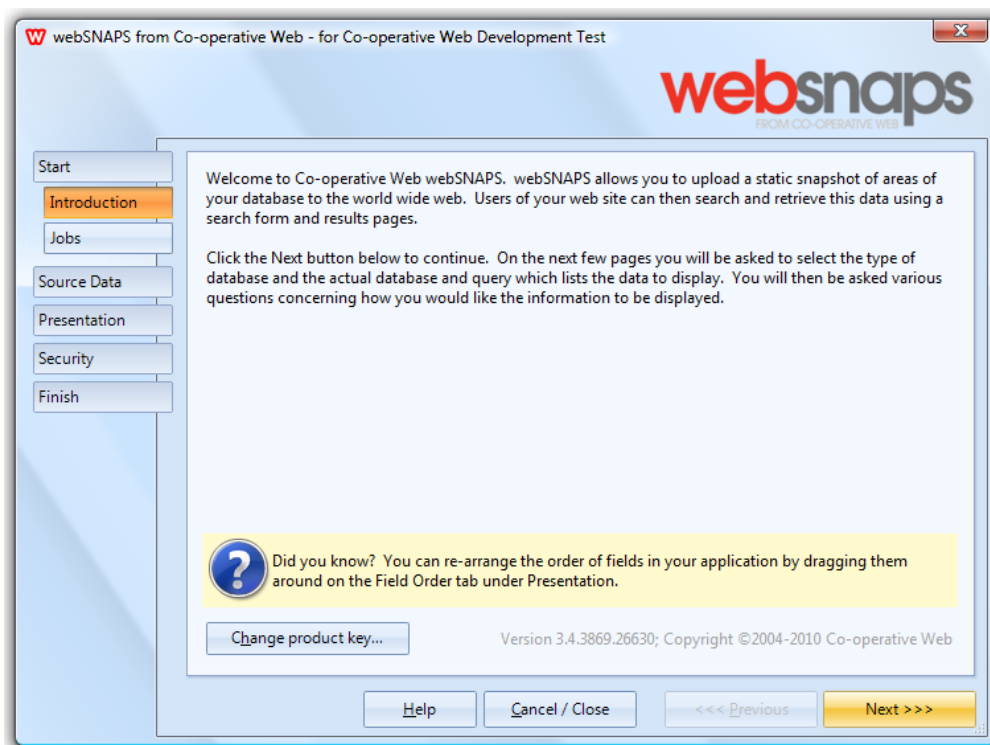 webSNAPS from Co-operative Web - for Co-operative Web Development Test
websnaps
FROM CO-OPERATIVE WEB
Start
Introduction
Jobs
Source Data
Presentation
Security
Finish
Welcome to Co-operative Web webSNAPS.  webSNAPS allows you to upload a static snapshot of areas of
your database to the world wide web.  Users of your web site can then search and retrieve this data using a
search form and results pages.
Click the Next button below to continue.  On the next few pages you will be asked to select the type of
database and the actual database and query which lists the data to display.  You will then be asked various
questions concerning how you would like the information to be displayed.
Did you know?  You can re-arrange the order of fields in your application by dragging them
around on the Field Order tab under Presentation.
Change product key...
Version 3.4.3869.26630; Copyright ©2004-2010 Co-operative Web
Help
Cancel / Close
<<< Previous
Next >>>